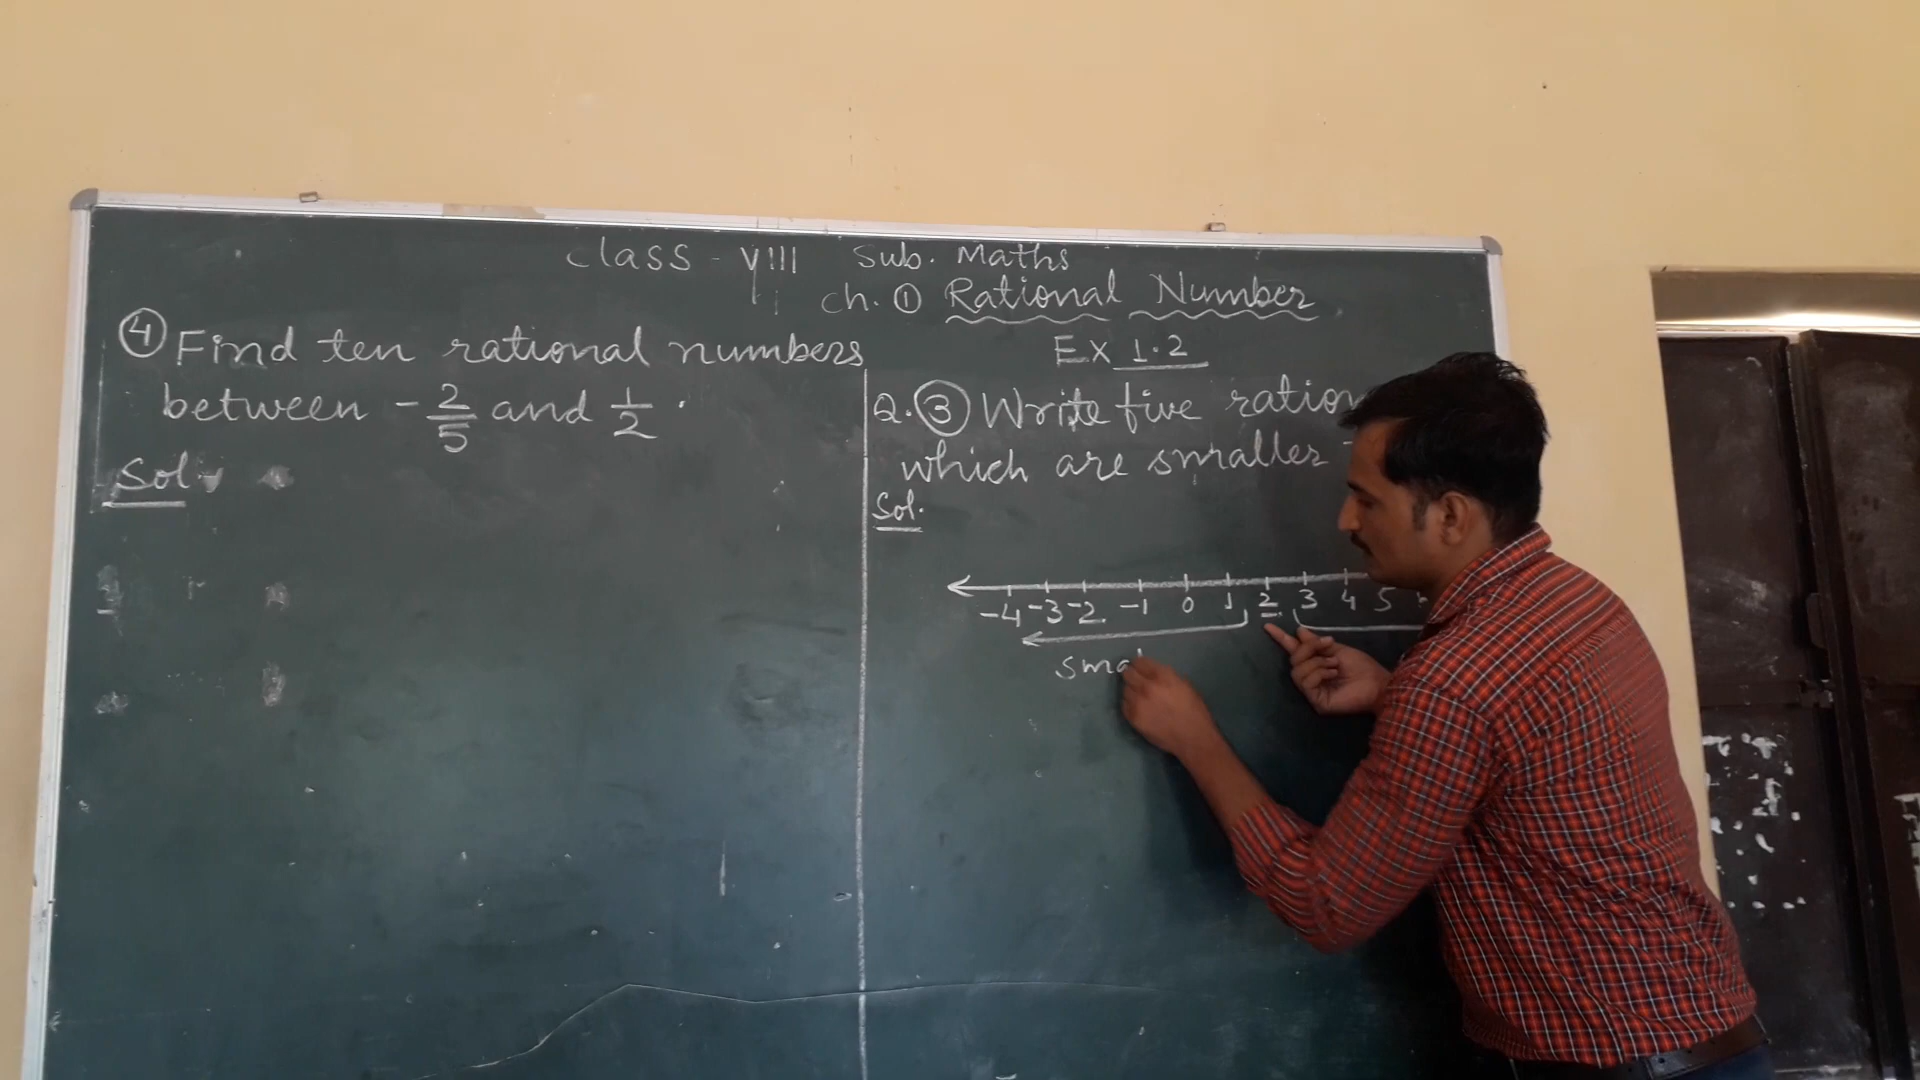 Class - VIII Sub. Maths
Ch. ① Rational Number
④ Find ten rational numbers
between - 2/5 and 1/2 .
Sol.
Ex 1.2
Q. ③ Write five ration
which are smaller
Sol.
-4 -3 -2 -1 0 1 2 3 4 5
sma